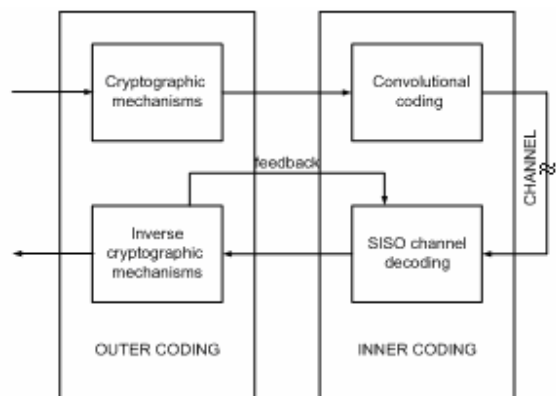 Cryptographic
mechanisms
Convolutional
coding
feedback
CHANNEL
Inverse
cryptographic
mechanisms
SISO channel
decoding
OUTER CODING
INNER CODING